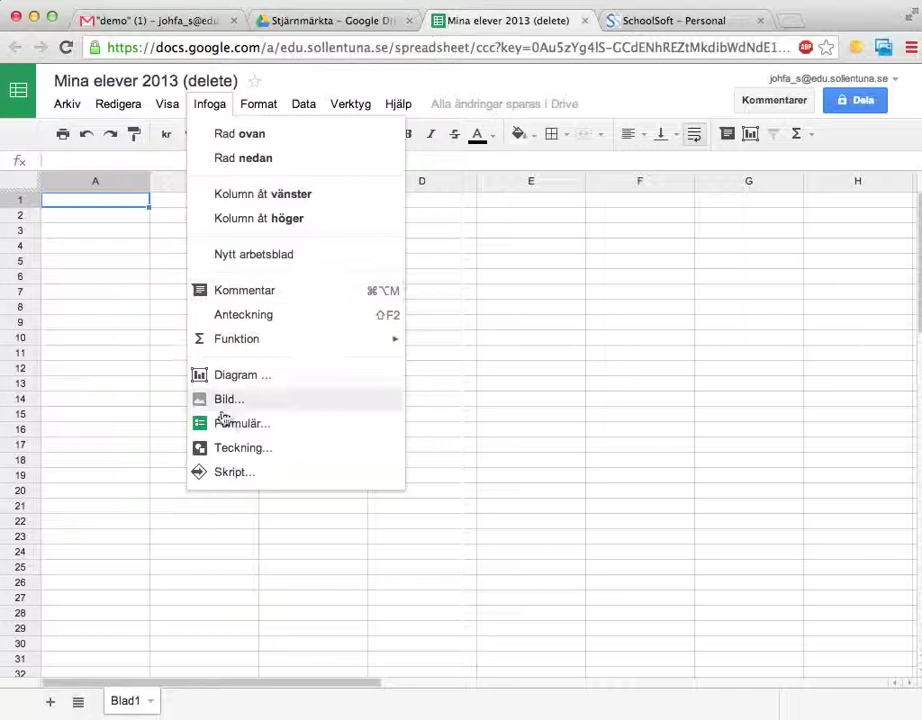 "demo" (1) – johfa_s@edu
Stjärnmärkta – Google Dri
Mina elever 2013 (delete)
SchoolSoft – Personal
https://docs.google.com/a/edu.sollentuna.se/spreadsheet/ccc?key=0Au5zYg4lS-GCdENhREZtMkdibWdNdE1...
ABP
Mina elever 2013 (delete)
johfa_s@edu.sollentuna.se
Arkiv Redigera Visa Infoga Format Data Verktyg Hjälp Alla ändringar sparas i Drive
Kommentarer
Dela
kr
B I S A Σ
fx
A D E F G H
Rad ovan
Rad nedan
Kolumn åt vänster
Kolumn åt höger
Nytt arbetsblad
Kommentar ⌘⌥M
Anteckning ⇧F2
Σ Funktion
Diagram ...
Bild...
Formulär...
Teckning...
Skript...
1
2
3
4
5
6
7
8
9
10
11
12
13
14
15
16
17
18
19
20
21
22
23
24
25
26
27
28
29
30
31
32
Blad1